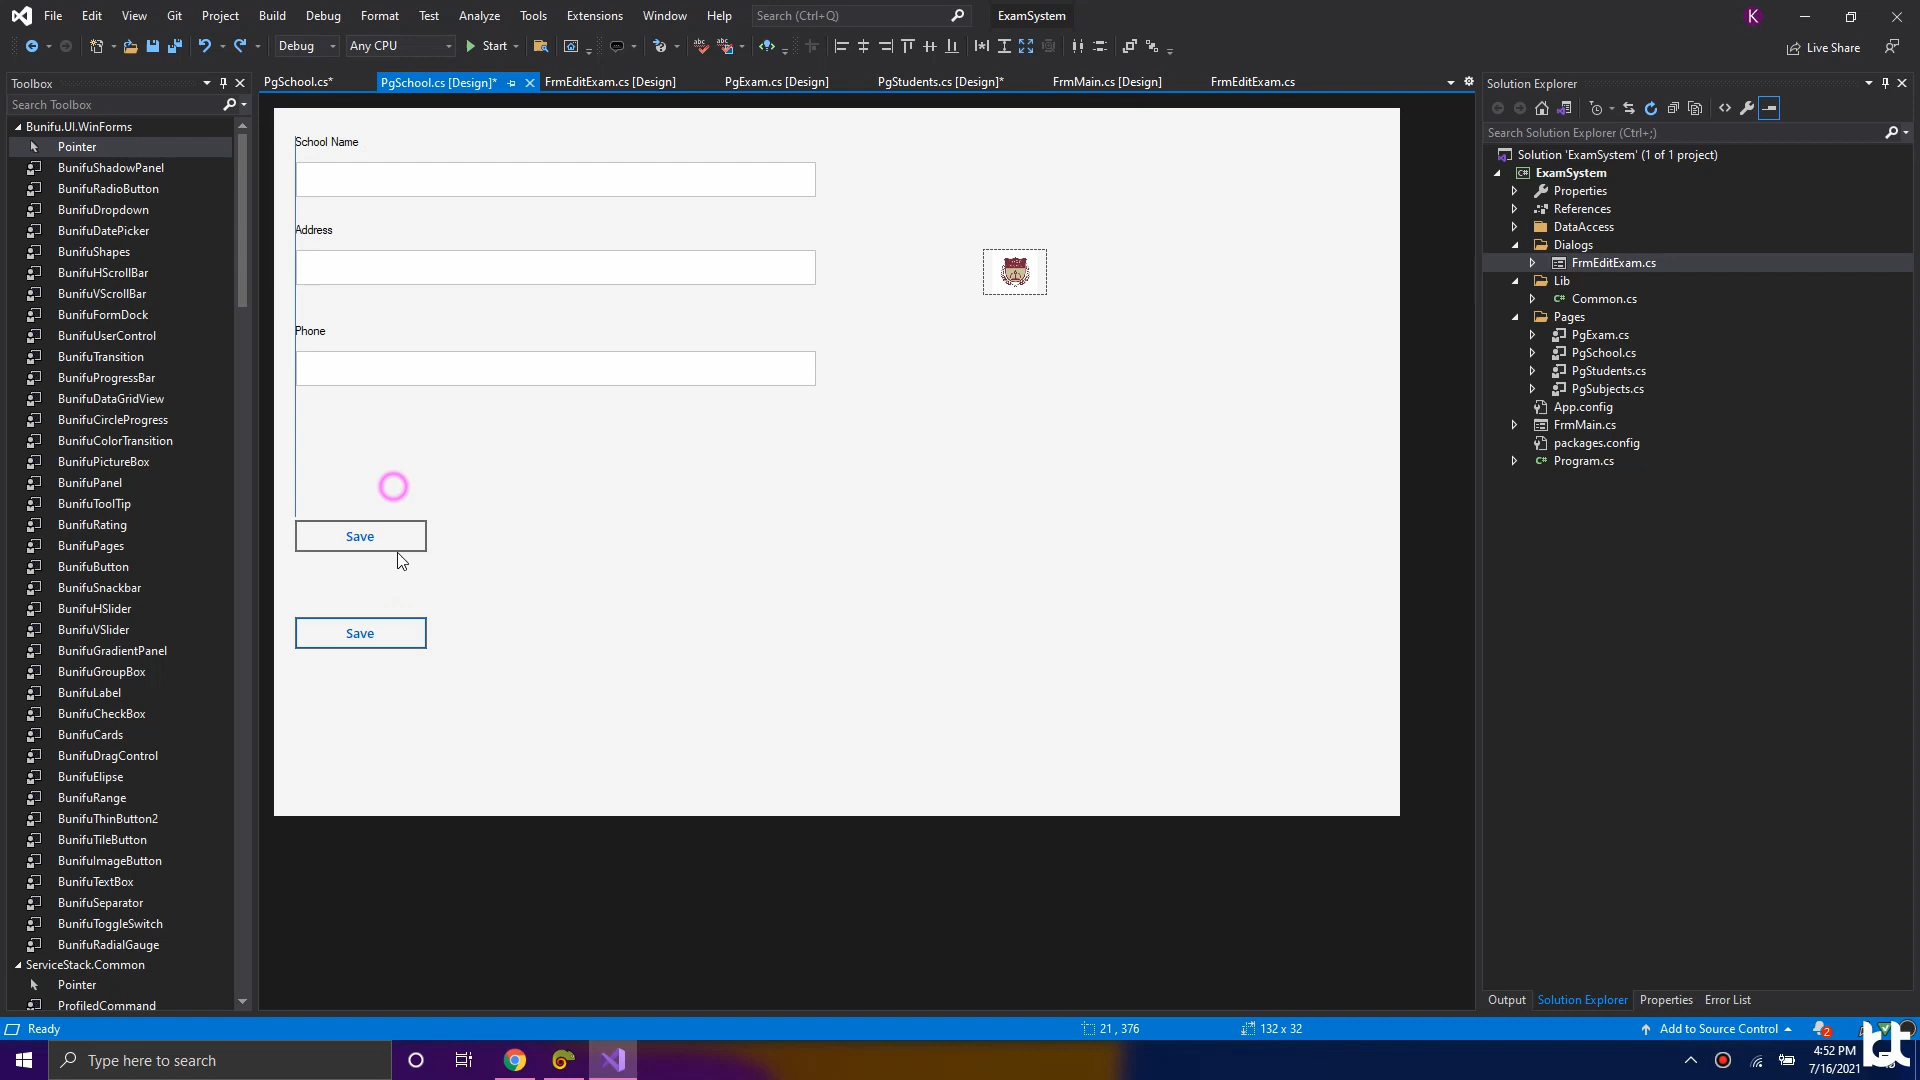 File Edit View Git Project Build Debug Format Test Analyze Tools Extensions Window Help Search (Ctrl+Q) ExamSystem K
Debug Any CPU Start Live Share
Toolbox
Search Toolbox
Bunifu.UI.WinForms
Pointer
BunifuShadowPanel
BunifuRadioButton
BunifuDropdown
BunifuDatePicker
BunifuShapes
BunifuHScrollBar
BunifuVScrollBar
BunifuFormDock
BunifuUserControl
BunifuTransition
BunifuProgressBar
BunifuDataGridView
BunifuCircleProgress
BunifuColorTransition
BunifuPictureBox
BunifuPanel
BunifuToolTip
BunifuRating
BunifuPages
BunifuButton
BunifuSnackbar
BunifuHSlider
BunifuVSlider
BunifuGradientPanel
BunifuGroupBox
BunifuLabel
BunifuCheckBox
BunifuCards
BunifuDragControl
BunifuElipse
BunifuRange
BunifuThinButton2
BunifuTileButton
BunifuImageButton
BunifuTextBox
BunifuSeparator
BunifuToggleSwitch
BunifuRadialGauge
ServiceStack.Common
Pointer
ProfiledCommand
PgSchool.cs* PgSchool.cs [Design]* FrmEditExam.cs [Design] PgExam.cs [Design] PgStudents.cs [Design]* FrmMain.cs [Design] FrmEditExam.cs
School Name
Address
Phone
Save
Save
Solution Explorer
Search Solution Explorer (Ctrl+;)
Solution 'ExamSystem' (1 of 1 project)
ExamSystem
Properties
References
DataAccess
Dialogs
FrmEditExam.cs
Lib
Common.cs
Pages
PgExam.cs
PgSchool.cs
PgStudents.cs
PgSubjects.cs
App.config
FrmMain.cs
packages.config
Program.cs
Output Solution Explorer Properties Error List
Ready 21 , 376 132 x 32 Add to Source Control 2
Type here to search
4:52 PM
7/16/2021